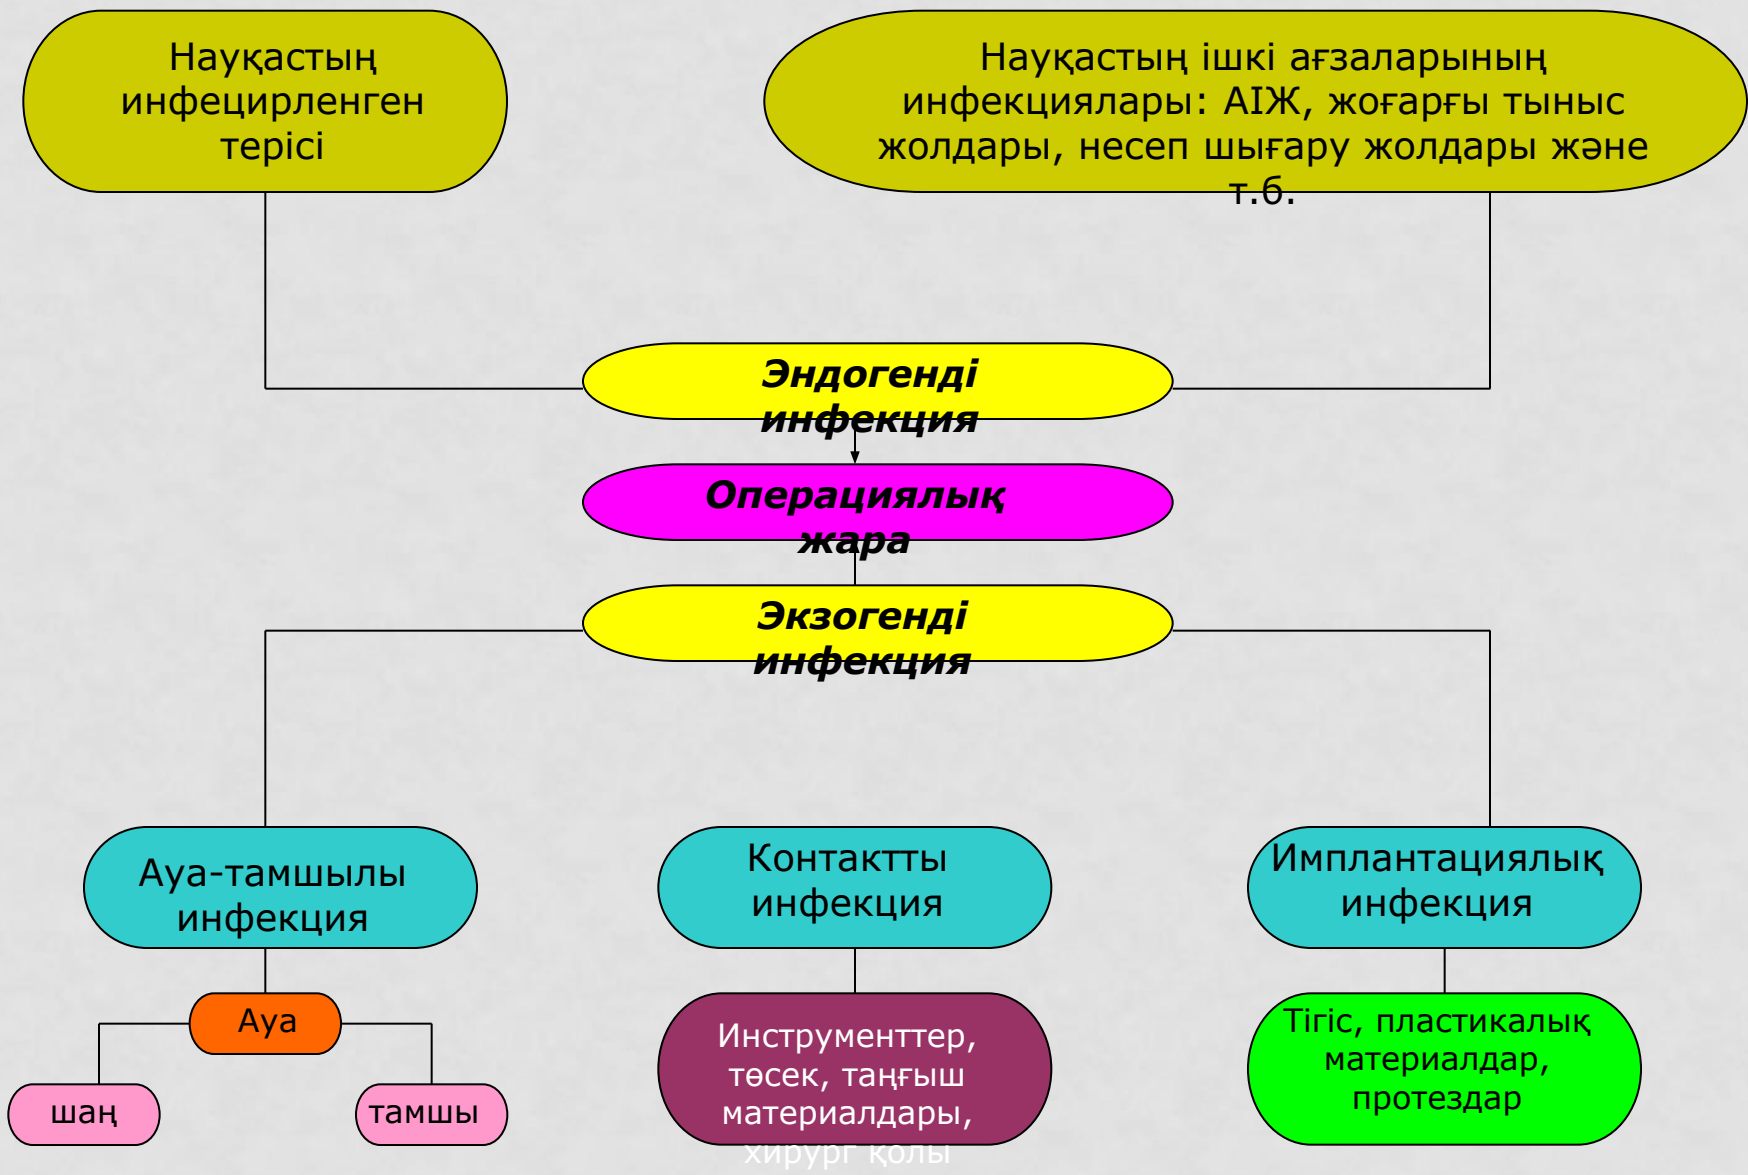 Науқастың
инфецирленген
терісі
Науқастың ішкі ағзаларының
инфекциялары: АІЖ, жоғарғы тыныс
жолдары, несеп шығару жолдары және
т.б.
Эндогенді
инфекция
Операциялық
жара
Экзогенді
инфекция
Ауа-тамшылы
инфекция
Контактты
инфекция
Имплантациялық
инфекция
Ауа
шаң
тамшы
Инструменттер,
төсек, таңғыш
материалдары,
хирург қолы
Тігіс, пластикалық
материалдар,
протездар